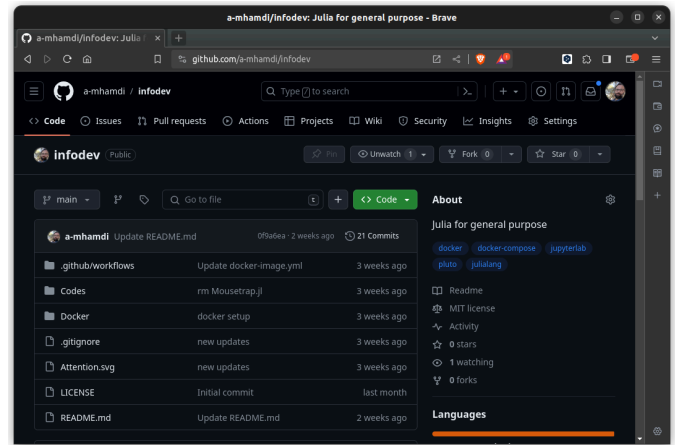 a-mhamdi/infodev: Julia for general purpose - Brave
a-mhamdi/infodev: Julia f
github.com/a-mhamdi/infodev
a-mhamdi / infodev
Type / to search
Code Issues Pull requests Actions Projects Wiki Security Insights Settings
infodev Public
Pin Unwatch 1 Fork 0 Star 0
main Go to file t Code
a-mhamdi Update README.md 0f9a6ea · 2 weeks ago 21 Commits
.github/workflows Update docker-image.yml 3 weeks ago
Codes rm Mousetrap.jl 3 weeks ago
Docker docker setup 3 weeks ago
.gitignore new updates 3 weeks ago
Attention.svg new updates 3 weeks ago
LICENSE Initial commit last month
README.md Update README.md 2 weeks ago
About
Julia for general purpose
docker docker-compose jupyterlab
pluto julialang
Readme
MIT license
Activity
0 stars
1 watching
0 forks
Languages